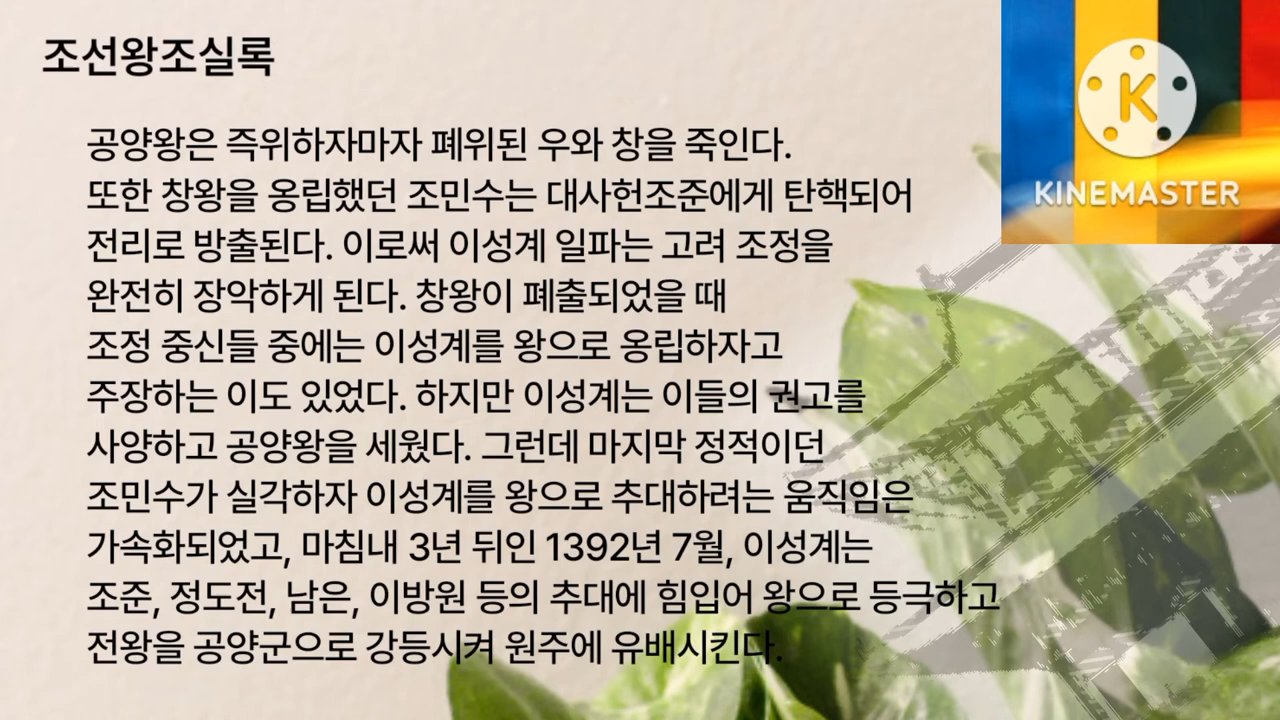 조선왕조실록
KINEMASTER
공양왕은 즉위하자마자 폐위된 우와 창을 죽인다.
또한 창왕을 옹립했던 조민수는 대사헌조준에게 탄핵되어
전리로 방출된다. 이로써 이성계 일파는 고려 조정을
완전히 장악하게 된다. 창왕이 폐출되었을 때
조정 중신들 중에는 이성계를 왕으로 옹립하자고
주장하는 이도 있었다. 하지만 이성계는 이들의 권고를
사양하고 공양왕을 세웠다. 그런데 마지막 정적이던
조민수가 실각하자 이성계를 왕으로 추대하려는 움직임은
가속화되었고, 마침내 3년 뒤인 1392년 7월, 이성계는
조준, 정도전, 남은, 이방원 등의 추대에 힘입어 왕으로 등극하고
전왕을 공양군으로 강등시켜 원주에 유배시킨다.